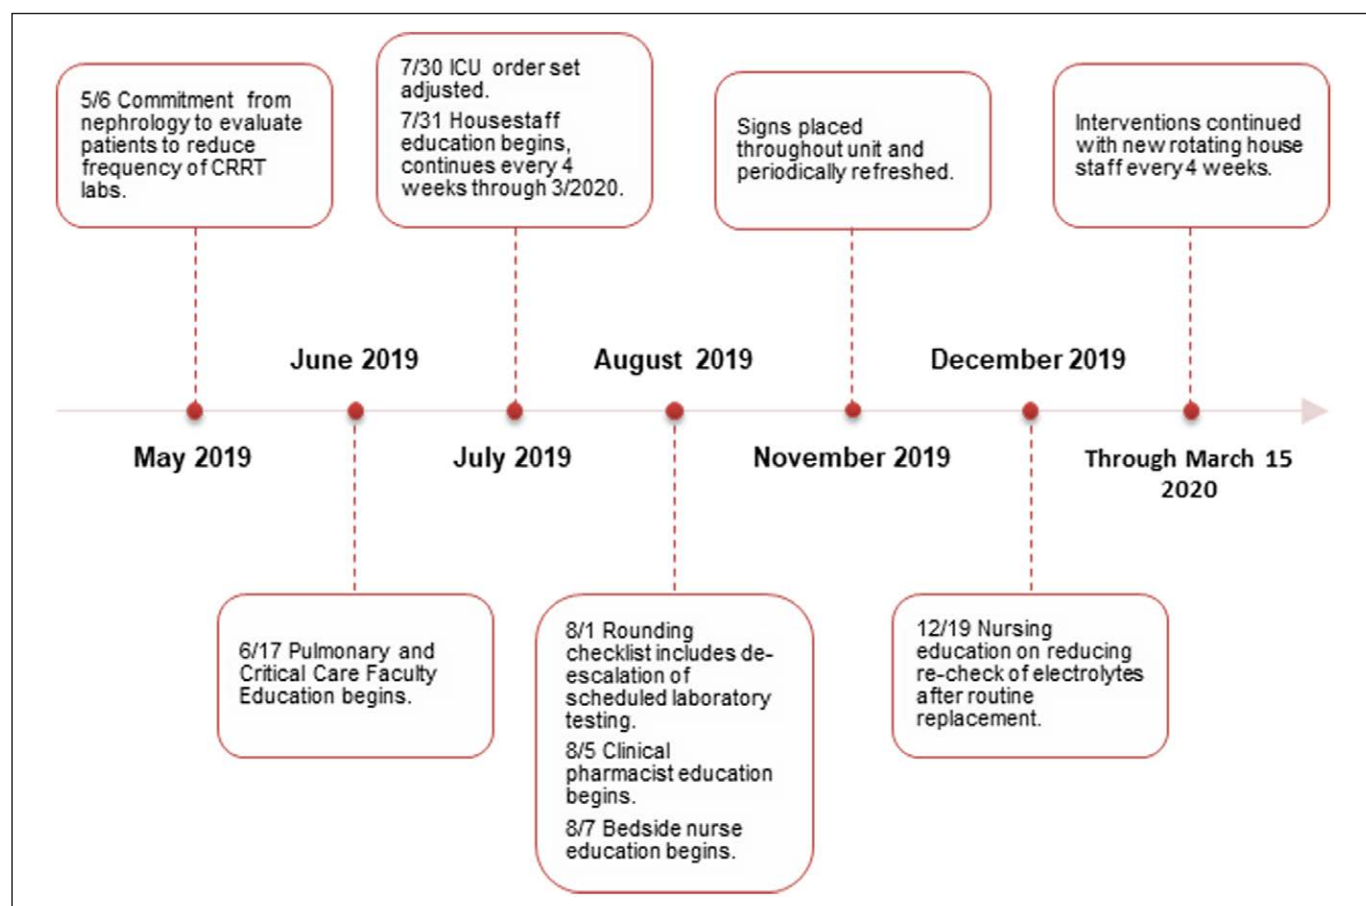 5/6 Commitment from
nephrology to evaluate
patients to reduce
frequency of CRRT
labs.
7/30 ICU order set
adjusted.
7/31 Housestaff
education begins,
continues every 4
weeks through 3/2020.
Signs placed
throughout unit and
periodically refreshed.
Interventions continued
with new rotating house
staff every 4 weeks.
June 2019
August 2019
December 2019
May 2019
July 2019
November 2019
Through March 15
2020
6/17 Pulmonary and
Critical Care Faculty
Education begins.
8/1 Rounding
checklist includes de-
escalation of
scheduled laboratory
testing.
8/5 Clinical
pharmacist education
begins.
8/7 Bedside nurse
education begins.
12/19 Nursing
education on reducing
re-check of electrolytes
after routine
replacement.